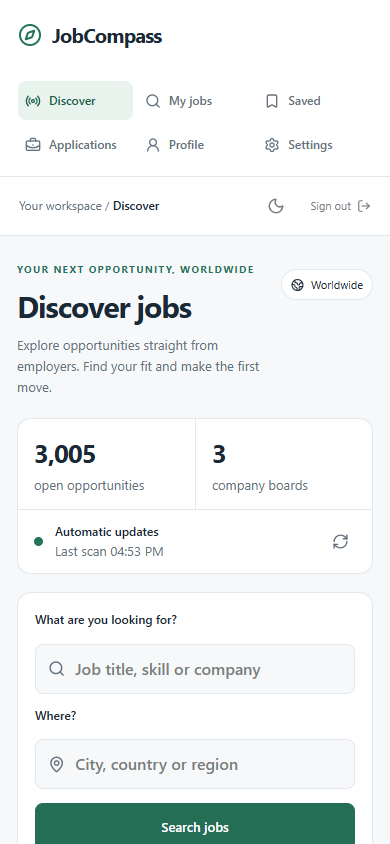 JobCompass
Discover
My jobs
Saved
Applications
Profile
Settings
Your workspace / Discover
Sign out
YOUR NEXT OPPORTUNITY, WORLDWIDE
Worldwide
Discover jobs
Explore opportunities straight from
employers. Find your fit and make the first
move.
3,005
open opportunities
3
company boards
Automatic updates
Last scan 04:53 PM
What are you looking for?
Job title, skill or company
Where?
City, country or region
Search jobs